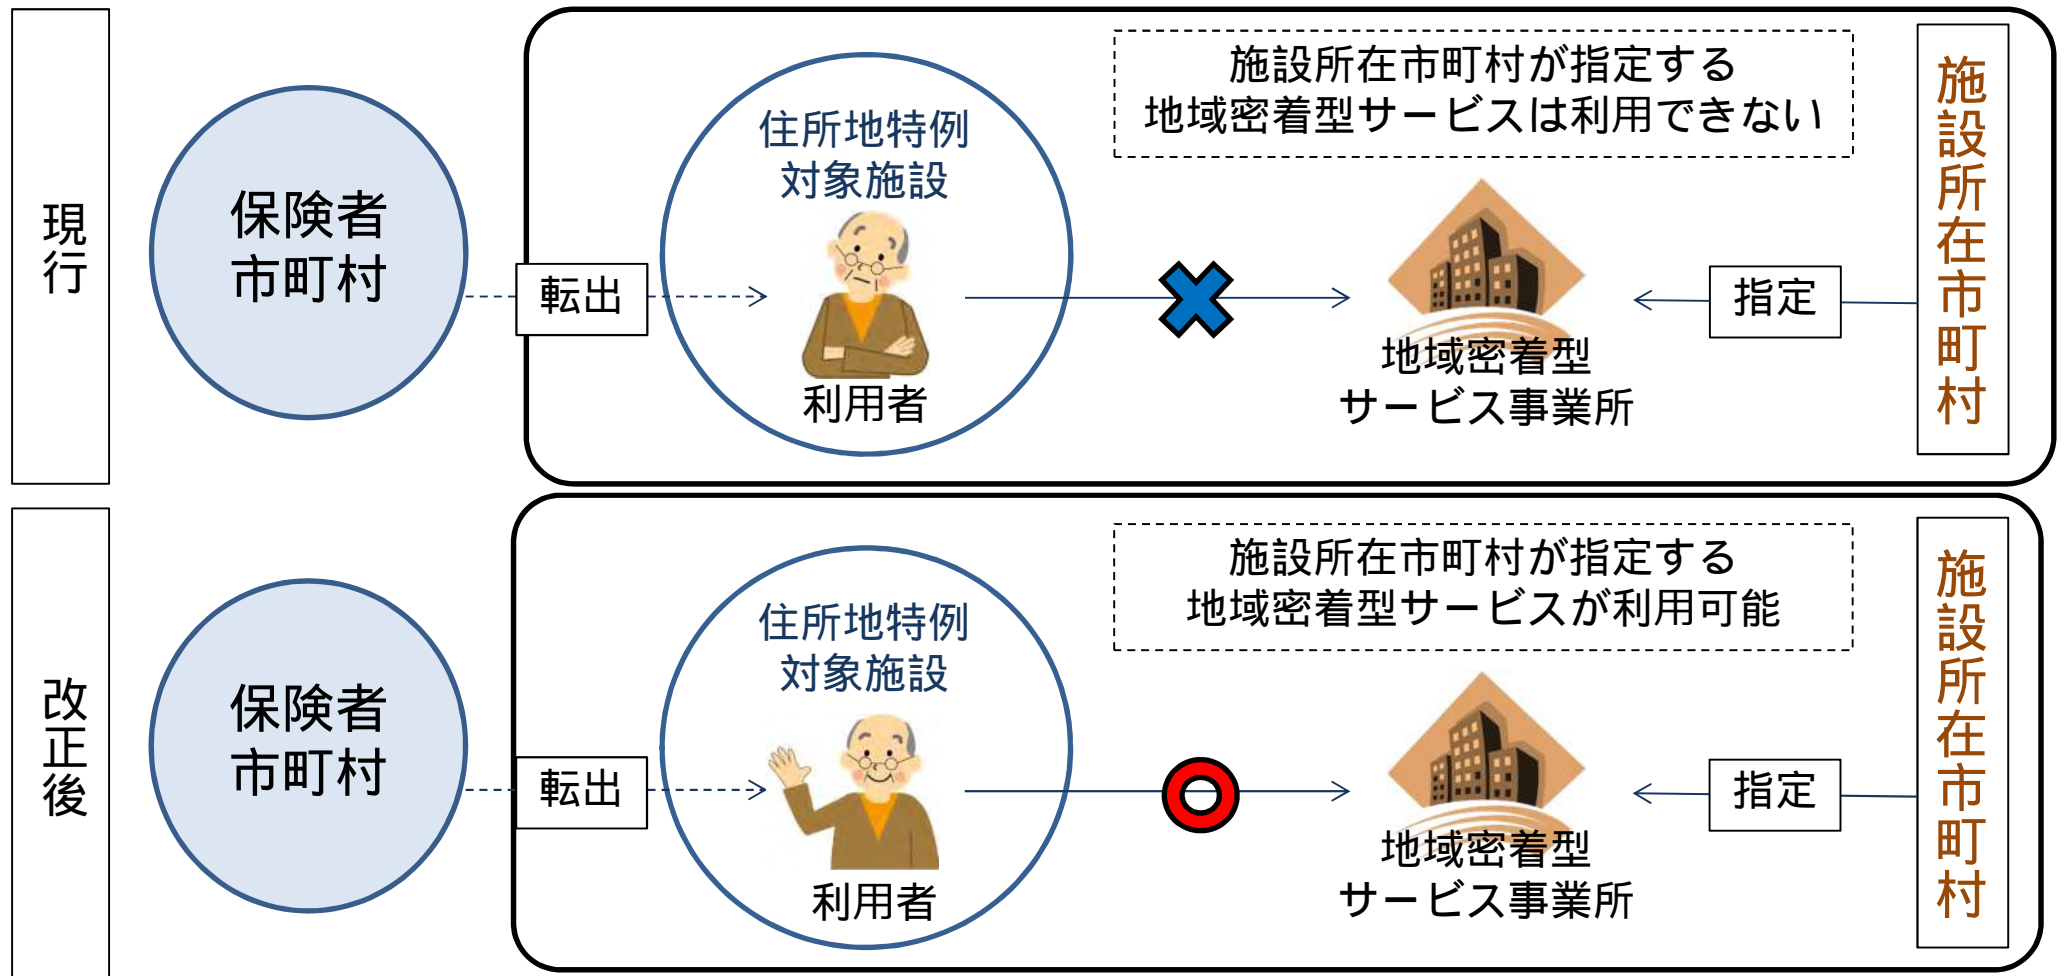 現行
保険者
市町村
転出
住所地特例
対象施設
利用者
施設所在市町村が指定する
地域密着型サービスは利用できない
地域密着型
サービス事業所
指定
施設所在市町村
改正後
保険者
市町村
転出
住所地特例
対象施設
利用者
施設所在市町村が指定する
地域密着型サービスが利用可能
地域密着型
サービス事業所
指定
施設所在市町村